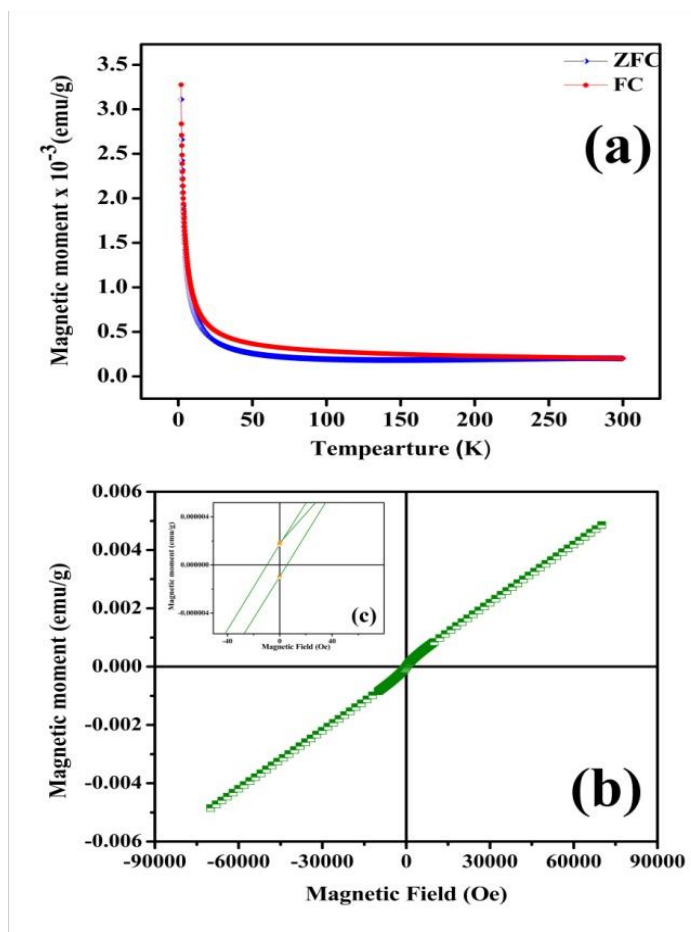 ZFC
FC
(a)
3.5
3.0
2.5
2.0
1.5
1.0
0.5
0.0
Magnetic moment x 10⁻³(emu/g)
0 50 100 150 200 250 300
Tempearture (K)
0.006
0.004
0.002
0.000
-0.002
-0.004
-0.006
Magnetic moment (emu/g)
0.000004
0.000000
-0.000004
Magnetic moment (emu/g)
(c)
-40 0 40
Magnetic Field (Oe)
(b)
-90000 -60000 -30000 0 30000 60000 90000
Magnetic Field (Oe)